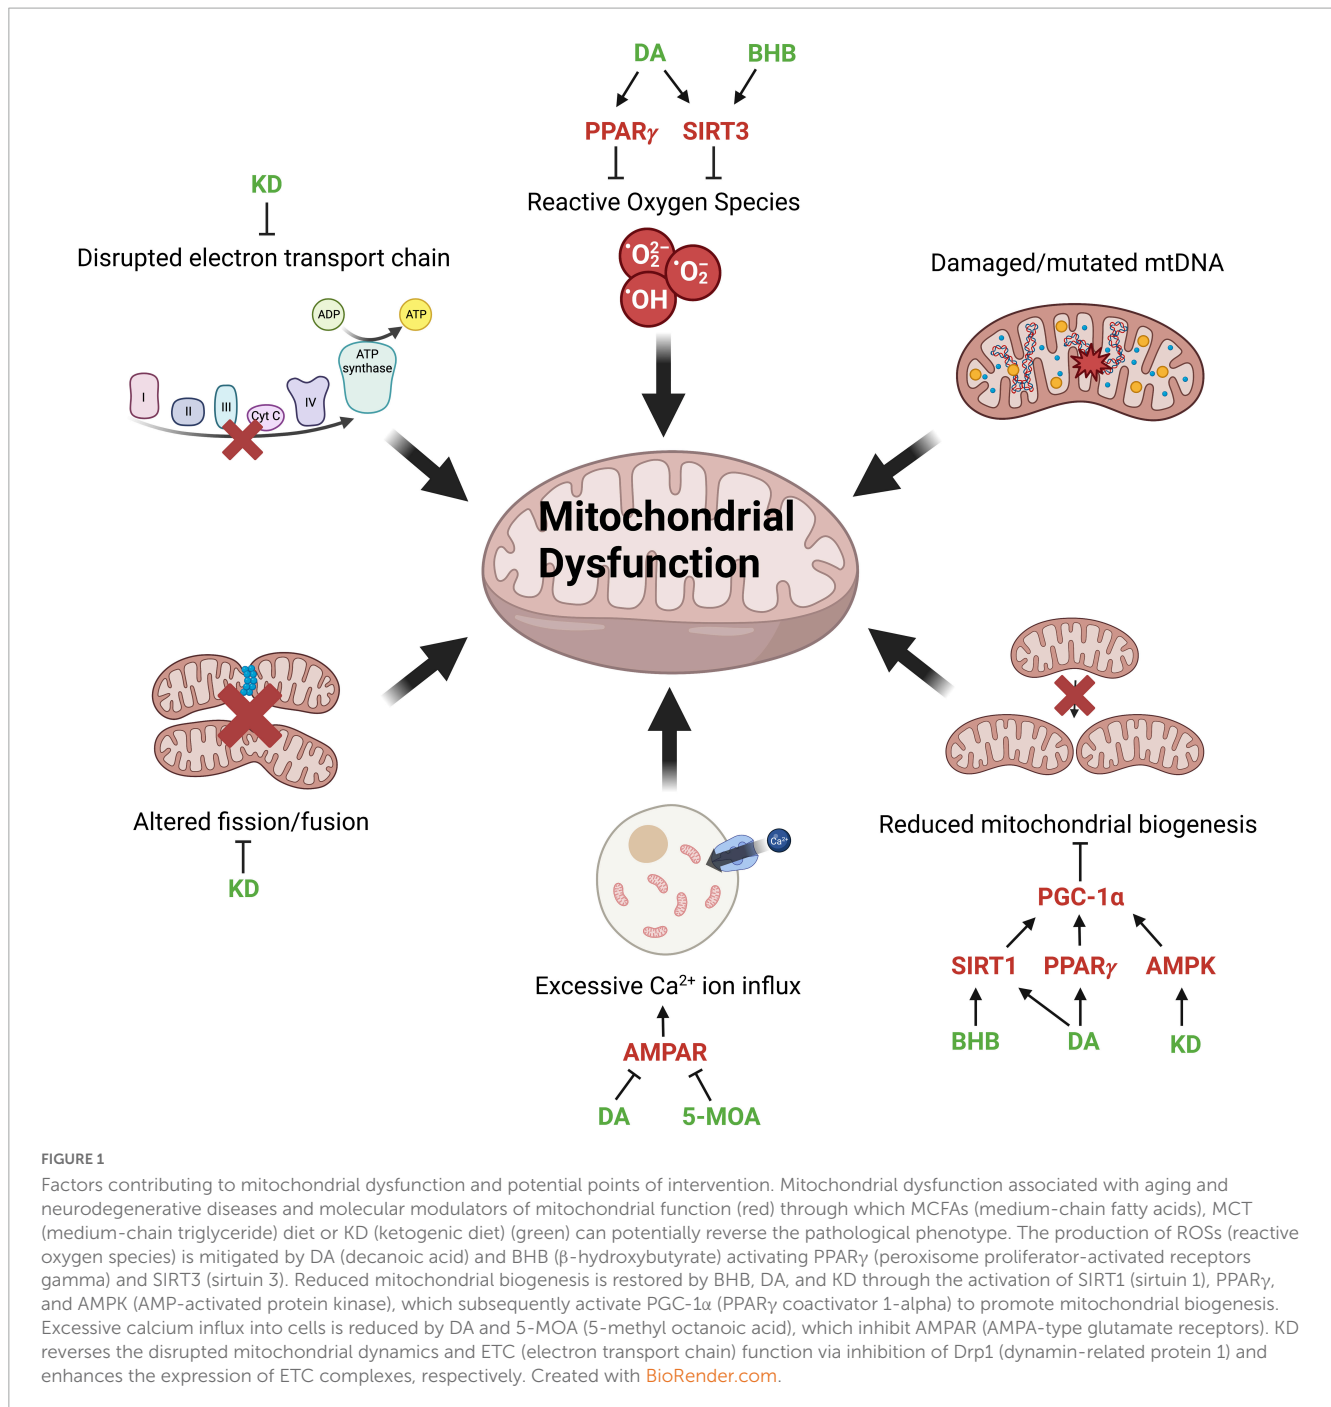 DA
BHB
PPARγ
SIRT3
Reactive Oxygen Species
•O₂²⁻
•O₂⁻
•OH
KD
Disrupted electron transport chain
ADP
ATP
ATP
synthase
I
II
III
Cyt C
IV
Damaged/mutated mtDNA
Mitochondrial
Dysfunction
Altered fission/fusion
KD
Ca²⁺
Excessive Ca²⁺ ion influx
AMPAR
DA
5-MOA
Reduced mitochondrial biogenesis
PGC-1α
SIRT1
PPARγ
AMPK
BHB
DA
KD
FIGURE 1
Factors contributing to mitochondrial dysfunction and potential points of intervention. Mitochondrial dysfunction associated with aging and
neurodegenerative diseases and molecular modulators of mitochondrial function (red) through which MCFAs (medium-chain fatty acids), MCT
(medium-chain triglyceride) diet or KD (ketogenic diet) (green) can potentially reverse the pathological phenotype. The production of ROSs (reactive
oxygen species) is mitigated by DA (decanoic acid) and BHB (β-hydroxybutyrate) activating PPARγ (peroxisome proliferator-activated receptors
gamma) and SIRT3 (sirtuin 3). Reduced mitochondrial biogenesis is restored by BHB, DA, and KD through the activation of SIRT1 (sirtuin 1), PPARγ,
and AMPK (AMP-activated protein kinase), which subsequently activate PGC-1α (PPARγ coactivator 1-alpha) to promote mitochondrial biogenesis.
Excessive calcium influx into cells is reduced by DA and 5-MOA (5-methyl octanoic acid), which inhibit AMPAR (AMPA-type glutamate receptors). KD
reverses the disrupted mitochondrial dynamics and ETC (electron transport chain) function via inhibition of Drp1 (dynamin-related protein 1) and
enhances the expression of ETC complexes, respectively. Created with BioRender.com.